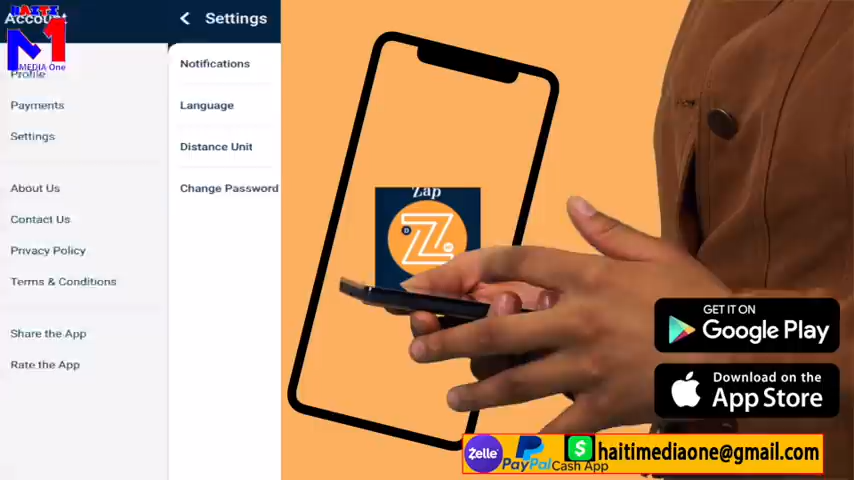 Account
HAITI
M1
MEDIA One
Profile
Payments
Settings
About Us
Contact Us
Privacy Policy
Terms & Conditions
Share the App
Rate the App
Settings
Notifications
Language
Distance Unit
Change Password
Zap
Z
GET IT ON
Google Play
Download on the
App Store
Zelle
PayPal
$
Cash App
haitimediaone@gmail.com